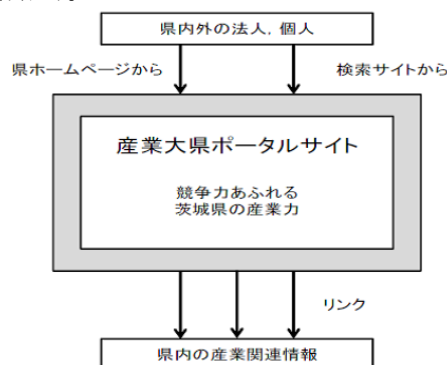 県内外の法人，個人
県ホームページから
検索サイトから
産業大県ポータルサイト
競争力あふれる
茨城県の産業力
リンク
県内の産業関連情報